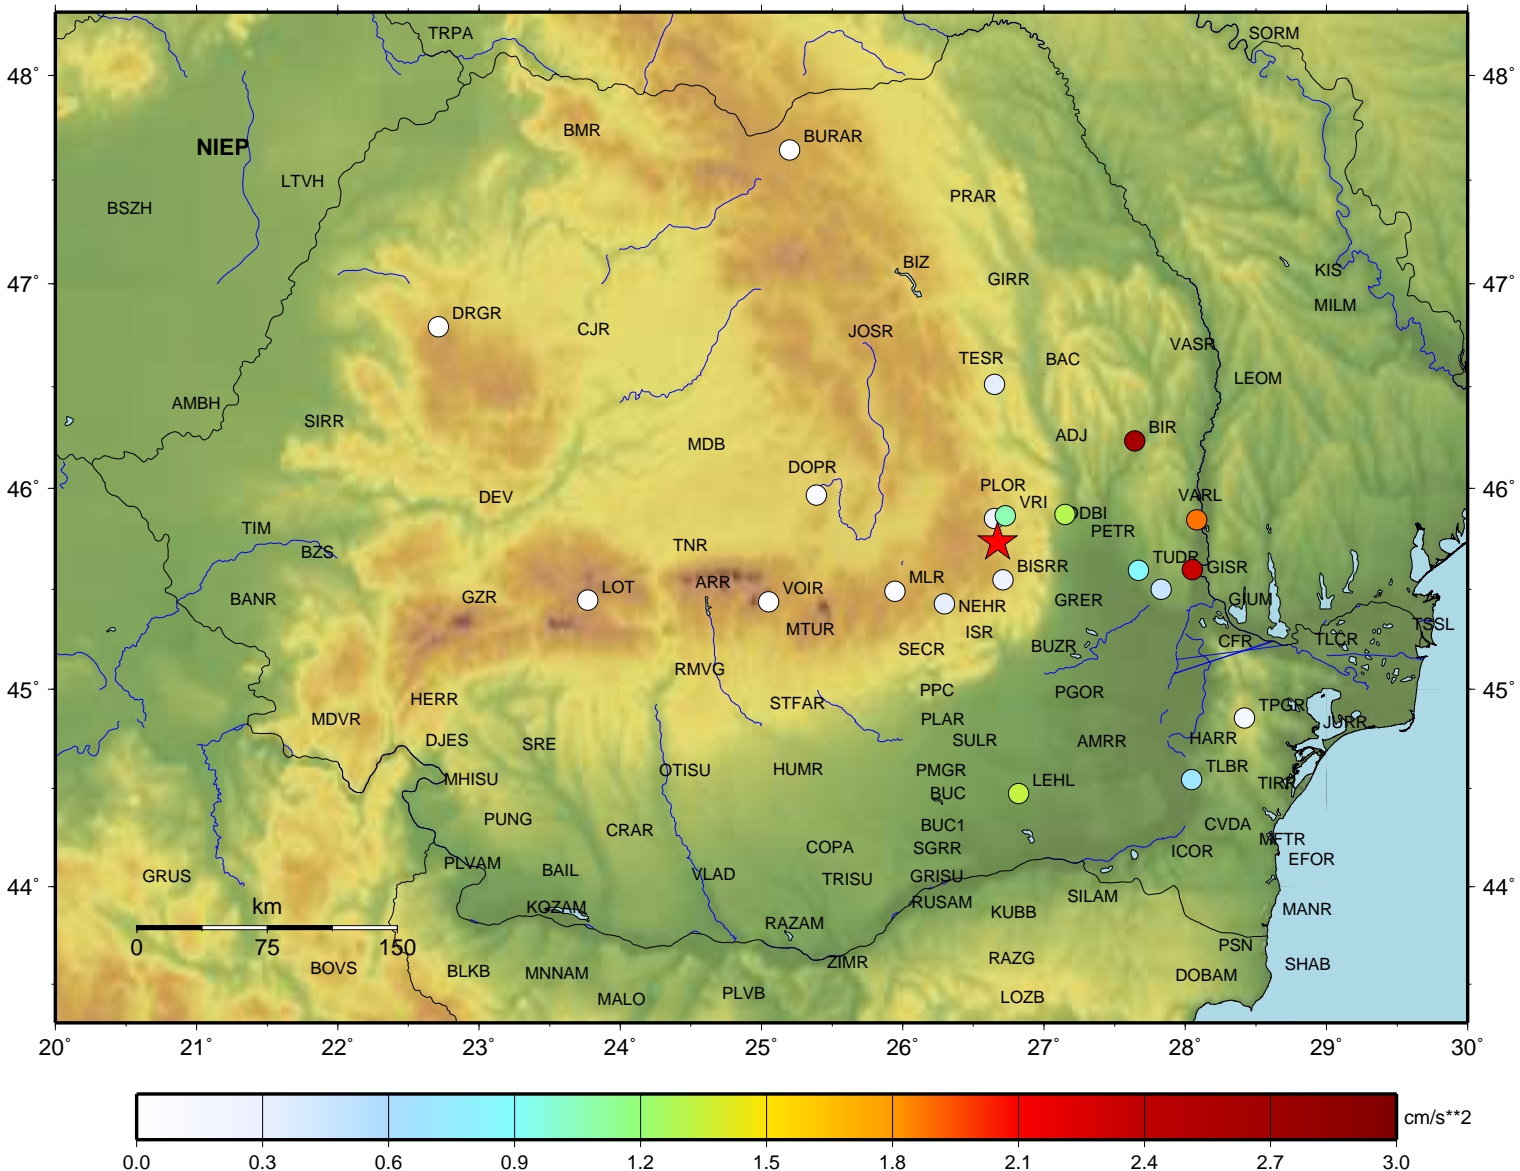 TRPA
SORM
48˚
48˚
BMR
BURAR
NIEP
LTVH
BSZH
PRAR
BIZ
KIS
GIRR
47˚
47˚
MILM
DRGR
CJR
JOSR
VASR
TESR
BAC
LEOM
AMBH
SIRR
BIR
ADJ
MDB
DOPR
46˚
46˚
PLOR
DEV
VARL
VRI
ODBI
TIM
PETR
BZS
TNR
TUDR
BISRR
GISR
MLR
ARR
VOIR
LOT
GZR
BANR
GRER
GIUM
NEHR
TSSL
MTUR
ISR
CFR
TLCR
SECR
BUZR
RMVG
45˚
45˚
PPC
PGOR
HERR
STFAR
TPGR
MDVR
PLAR
JURR
DJES
SRE
SULR
AMRR
HARR
OTISU
HUMR
PMGR
TLBR
MHISU
LEHL
TIRR
BUC
PUNG
CRAR
BUC1
CVDA
MFTR
COPA
SGRR
ICOR
EFOR
PLVAM
BAIL
44˚
44˚
GRUS
VLAD
TRISU
GRISU
SILAM
KOZAM
km
RUSAM
KUBB
MANR
RAZAM
0
75
150
PSN
BOVS
BLKB
MNNAM
ZIMR
RAZG
SHAB
DOBAM
MALO
PLVB
LOZB
20
21
22
23
24
25
26
27
28
29
30
cm/s**2
0.0
0.3
0.6
0.9
1.2
1.5
1.8
2.1
2.4
2.7
3.0